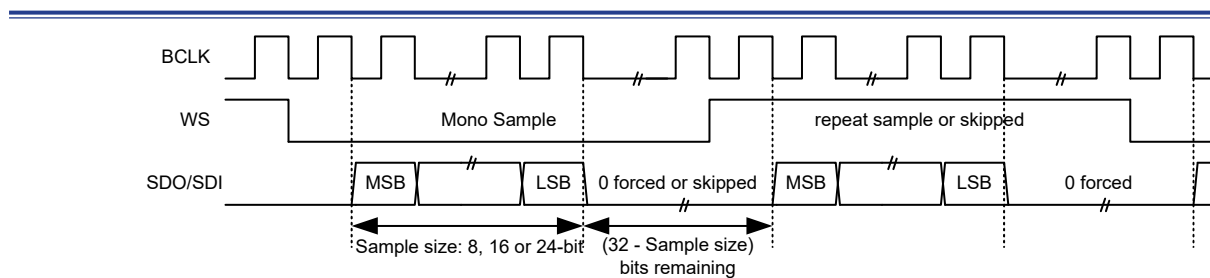 BCLK
WS
Mono Sample
repeat sample or skipped
SDO/SDI
MSB
LSB
0 forced or skipped
MSB
LSB
0 forced
Sample size: 8, 16 or 24-bit
(32 - Sample size)
bits remaining